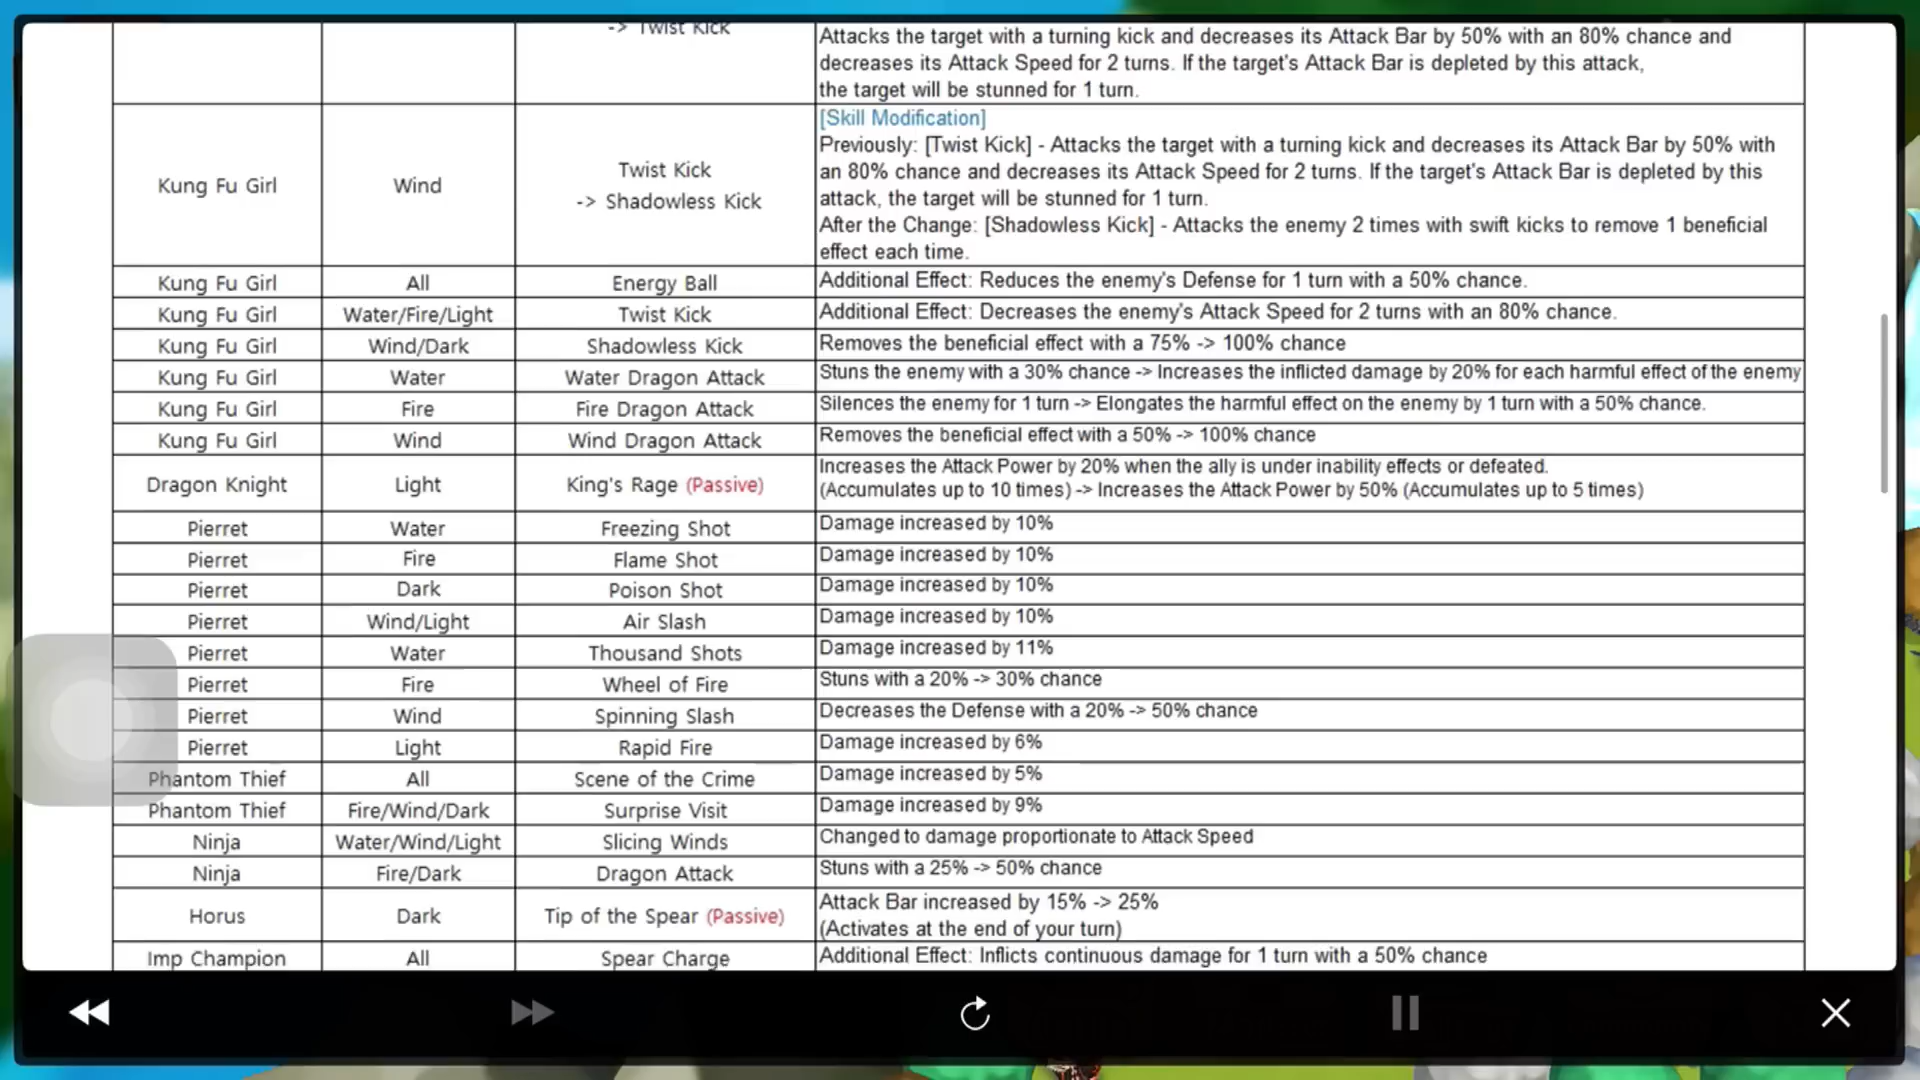 -> Twist Kick
Attacks the target with a turning kick and decreases its Attack Bar by 50% with an 80% chance and
decreases its Attack Speed for 2 turns. If the target's Attack Bar is depleted by this attack,
the target will be stunned for 1 turn.
Kung Fu Girl
Wind
Twist Kick
-> Shadowless Kick
[Skill Modification]
Previously: [Twist Kick] - Attacks the target with a turning kick and decreases its Attack Bar by 50% with
an 80% chance and decreases its Attack Speed for 2 turns. If the target's Attack Bar is depleted by this
attack, the target will be stunned for 1 turn.
After the Change: [Shadowless Kick] - Attacks the enemy 2 times with swift kicks to remove 1 beneficial
effect each time.
Kung Fu Girl All Energy Ball Additional Effect: Reduces the enemy's Defense for 1 turn with a 50% chance.
Kung Fu Girl Water/Fire/Light Twist Kick Additional Effect: Decreases the enemy's Attack Speed for 2 turns with an 80% chance.
Kung Fu Girl Wind/Dark Shadowless Kick Removes the beneficial effect with a 75% -> 100% chance
Kung Fu Girl Water Water Dragon Attack Stuns the enemy with a 30% chance -> Increases the inflicted damage by 20% for each harmful effect of the enemy
Kung Fu Girl Fire Fire Dragon Attack Silences the enemy for 1 turn -> Elongates the harmful effect on the enemy by 1 turn with a 50% chance.
Kung Fu Girl Wind Wind Dragon Attack Removes the beneficial effect with a 50% -> 100% chance
Dragon Knight Light King's Rage (Passive)
Increases the Attack Power by 20% when the ally is under inability effects or defeated.
(Accumulates up to 10 times) -> Increases the Attack Power by 50% (Accumulates up to 5 times)
Pierret Water Freezing Shot Damage increased by 10%
Pierret Fire Flame Shot Damage increased by 10%
Pierret Dark Poison Shot Damage increased by 10%
Pierret Wind/Light Air Slash Damage increased by 10%
Pierret Water Thousand Shots Damage increased by 11%
Pierret Fire Wheel of Fire Stuns with a 20% -> 30% chance
Pierret Wind Spinning Slash Decreases the Defense with a 20% -> 50% chance
Pierret Light Rapid Fire Damage increased by 6%
Phantom Thief All Scene of the Crime Damage increased by 5%
Phantom Thief Fire/Wind/Dark Surprise Visit Damage increased by 9%
Ninja Water/Wind/Light Slicing Winds Changed to damage proportionate to Attack Speed
Ninja Fire/Dark Dragon Attack Stuns with a 25% -> 50% chance
Horus Dark Tip of the Spear (Passive)
Attack Bar increased by 15% -> 25%
(Activates at the end of your turn)
Imp Champion All Spear Charge Additional Effect: Inflicts continuous damage for 1 turn with a 50% chance